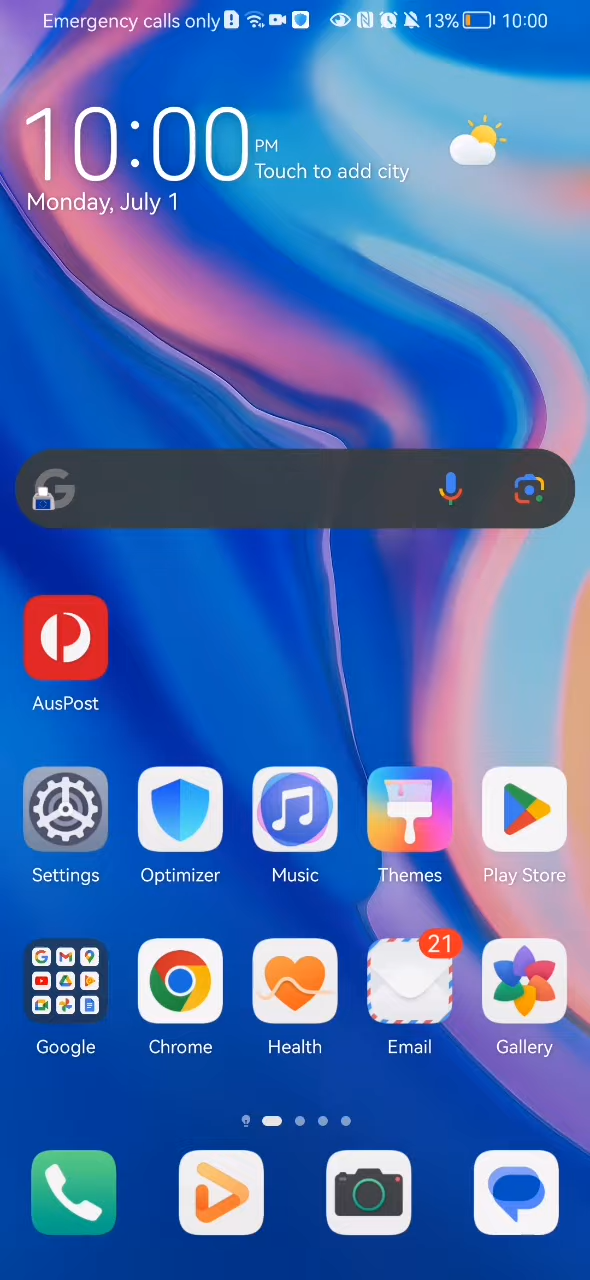 Emergency calls only 13% 10:00
10:00 PM
Touch to add city
Monday, July 1
AusPost
Settings Optimizer Music Themes Play Store
21
Google Chrome Health Email Gallery